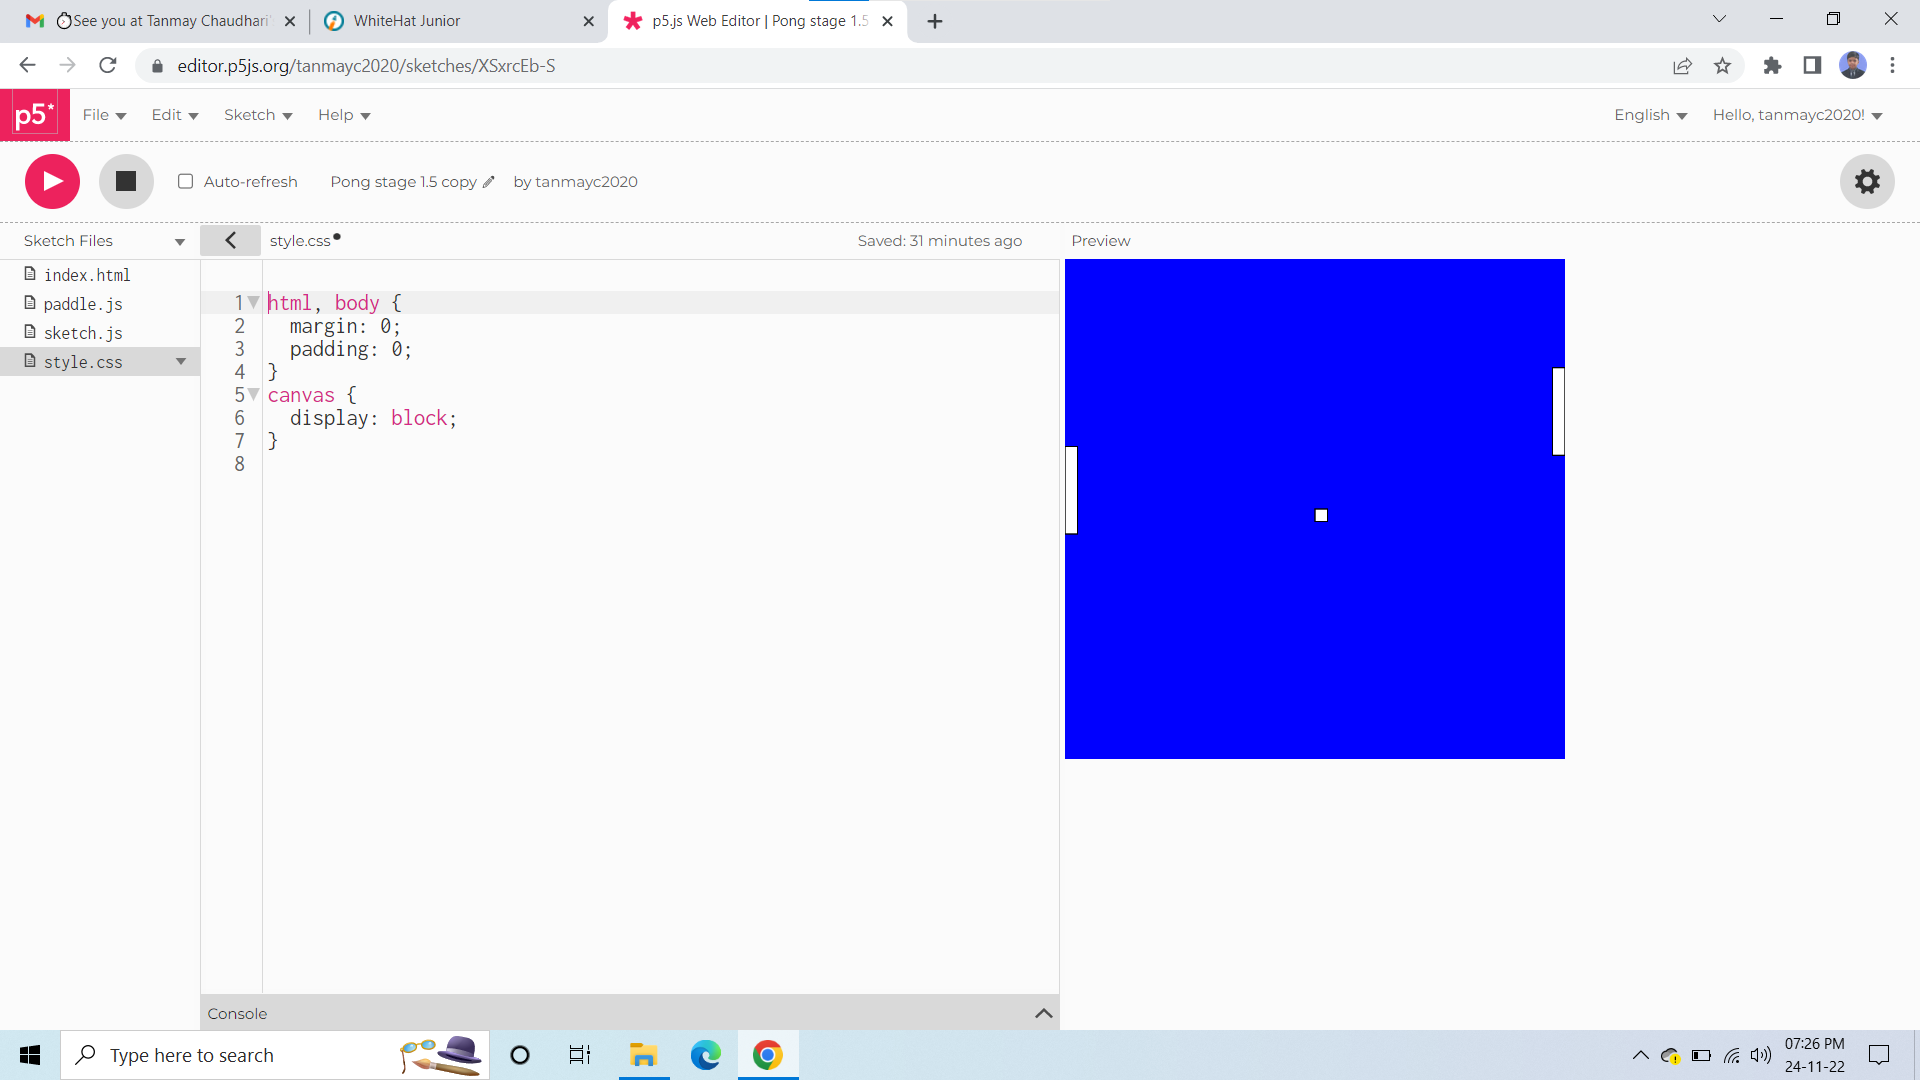 See you at Tanmay Chaudhari'
WhiteHat Junior
p5.js Web Editor | Pong stage 1.5
editor.p5js.org/tanmayc2020/sketches/XSxrcEb-S
p5*
File
Edit
Sketch
Help
English
Hello, tanmayc2020!
Auto-refresh
Pong stage 1.5 copy
by tanmayc2020
Sketch Files
style.css
Saved: 31 minutes ago
Preview
index.html
paddle.js
sketch.js
style.css
1 html, body {
2 margin: 0;
3 padding: 0;
4 }
5 canvas {
6 display: block;
7 }
8
Console
Type here to search
07:26 PM
24-11-22